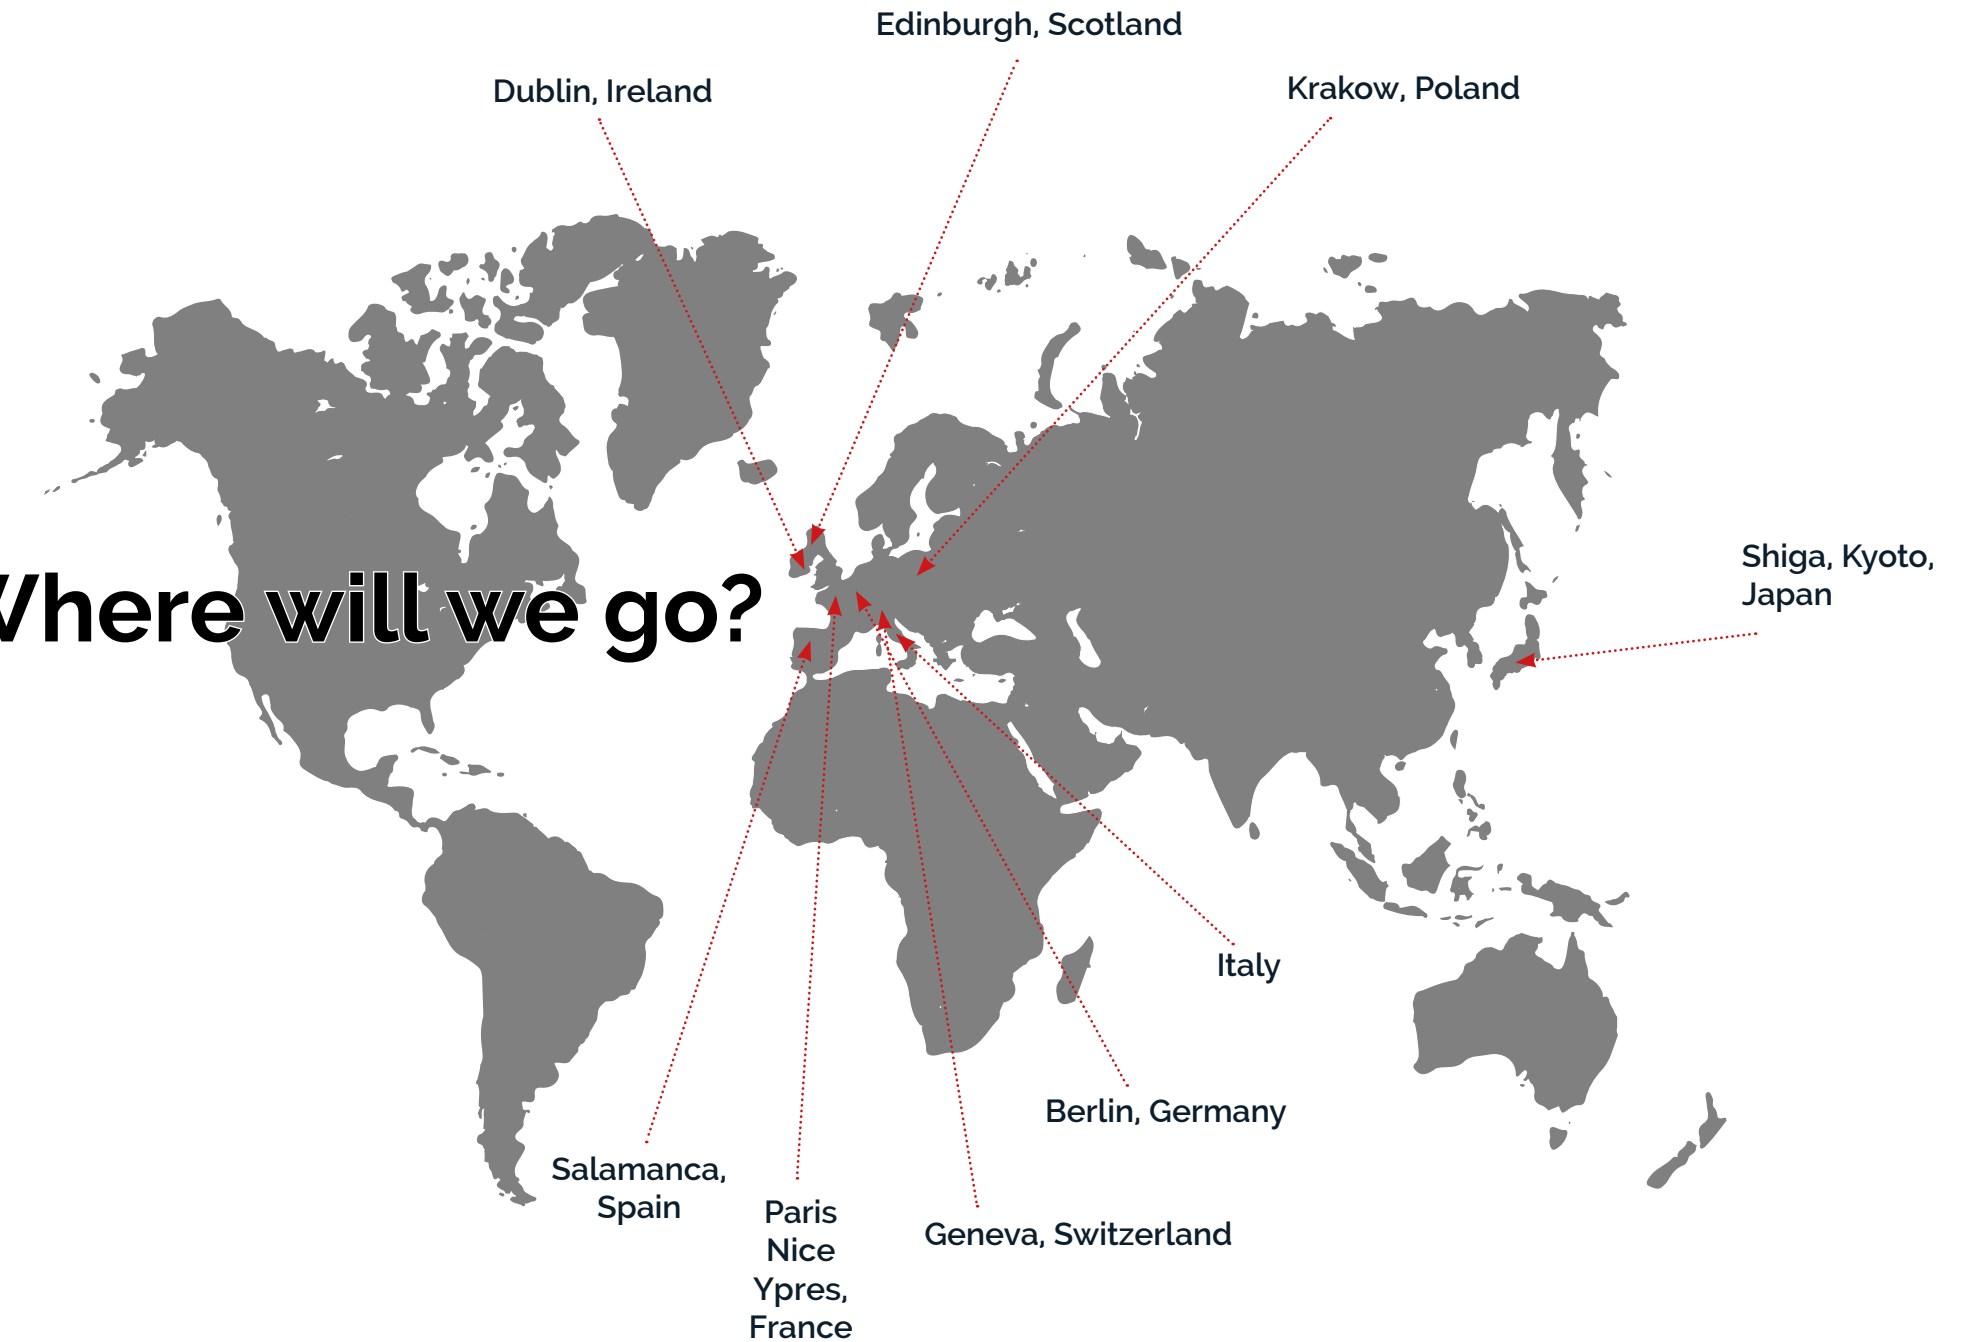 Edinburgh, Scotland
Dublin, Ireland
Krakow, Poland
Shiga, Kyoto,
Japan
Where will we go?
Italy
Berlin, Germany
Salamanca,
Spain
Paris
Nice
Ypres,
France
Geneva, Switzerland